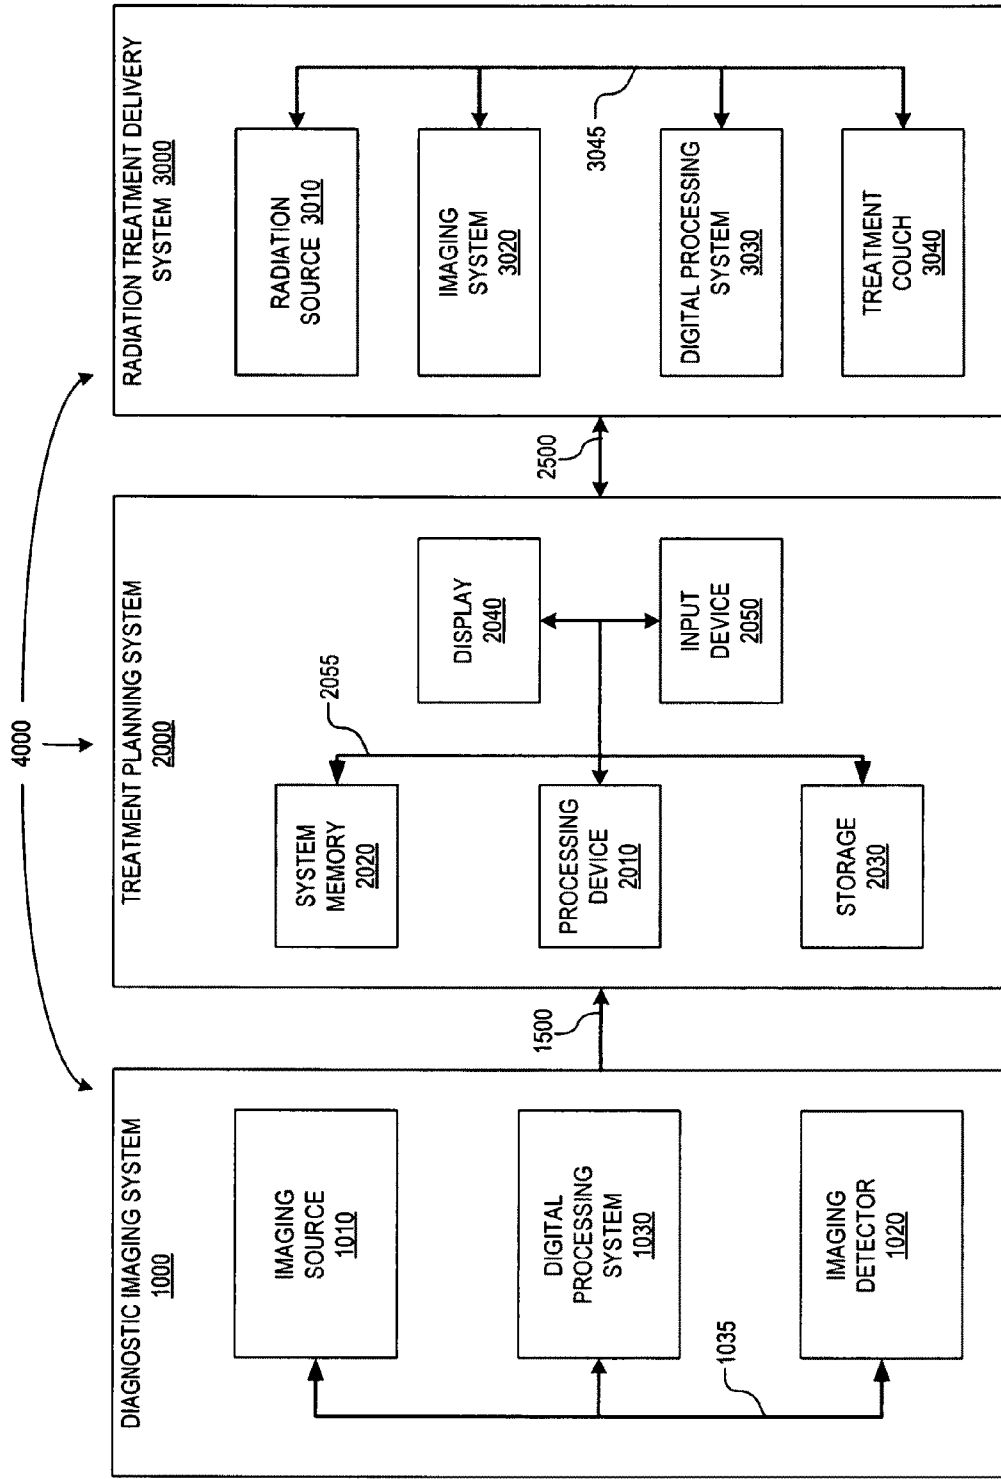 4000
DIAGNOSTIC IMAGING SYSTEM
1000
IMAGING
SOURCE
1010
DIGITAL
PROCESSING
SYSTEM
1030
IMAGING
DETECTOR
1020
1035
1500
TREATMENT PLANNING SYSTEM
2000
SYSTEM
MEMORY
2020
PROCESSING
DEVICE
2010
STORAGE
2030
2055
DISPLAY
2040
INPUT
DEVICE
2050
2500
RADIATION TREATMENT DELIVERY
SYSTEM 3000
RADIATION
SOURCE 3010
IMAGING
SYSTEM
3020
DIGITAL PROCESSING
SYSTEM
3030
TREATMENT
COUCH
3040
3045